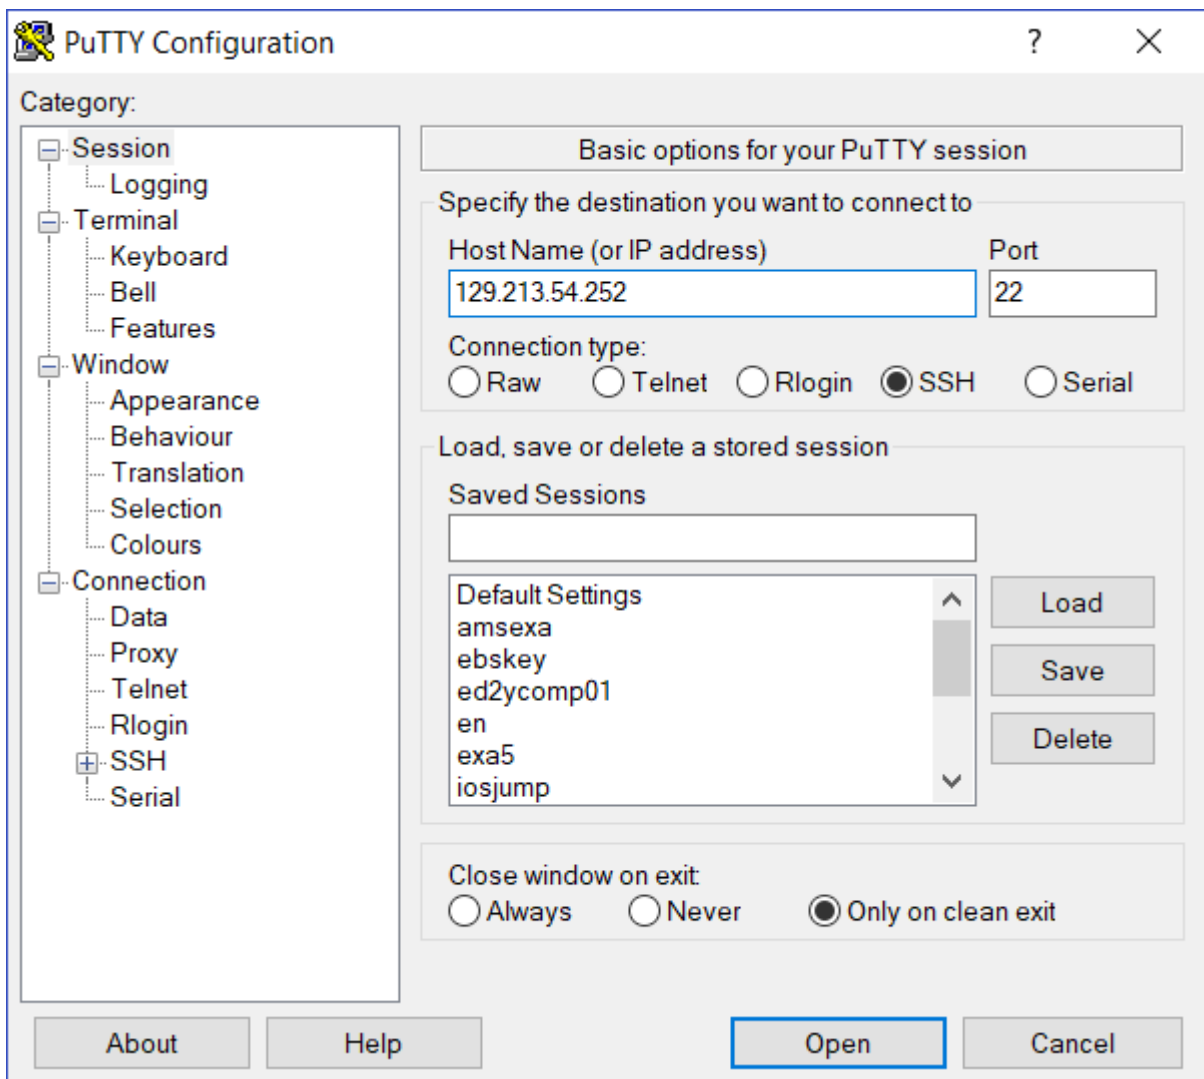 PuTTY Configuration
?
Category:
Session
Logging
Terminal
Keyboard
Bell
Features
Window
Appearance
Behaviour
Translation
Selection
Colours
Connection
Data
Proxy
Telnet
Rlogin
SSH
Serial
Basic options for your PuTTY session
Specify the destination you want to connect to
Host Name (or IP address) Port
129.213.54.252 22
Connection type:
Raw Telnet Rlogin SSH Serial
Load, save or delete a stored session
Saved Sessions
Default Settings
amsexa
ebskey
ed2ycomp01
en
exa5
iosjump
Load
Save
Delete
Close window on exit:
Always Never Only on clean exit
About Help Open Cancel